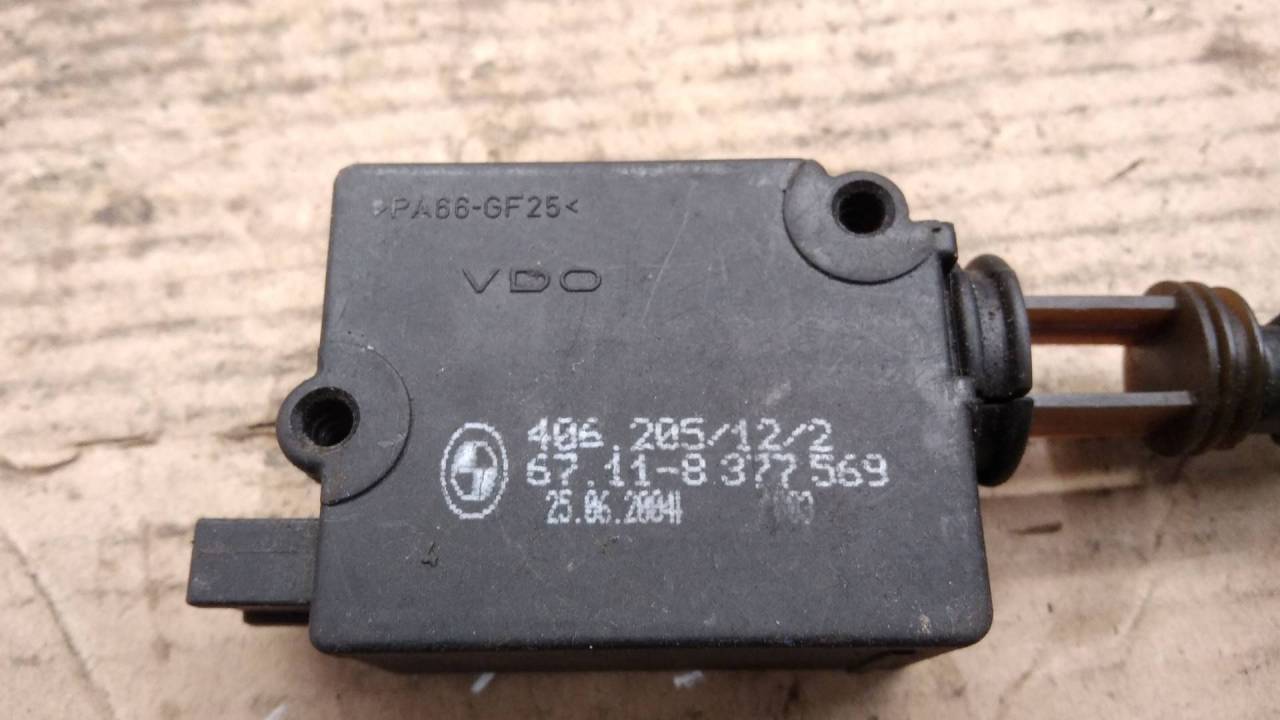 >PA66-GF25<
VDO
406.205/12/2
67.11-8 377 569
25.06.2004